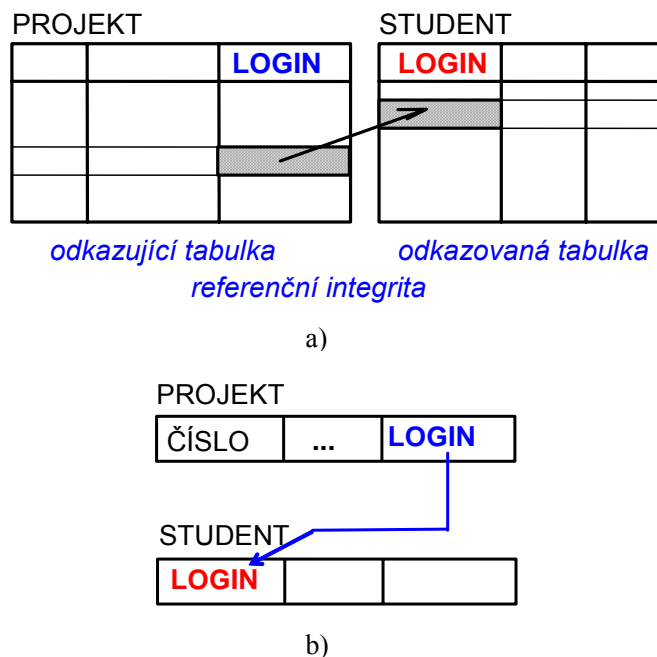 PROJEKT STUDENT
LOGIN LOGIN
odkazující tabulka odkazovaná tabulka
referenční integrita
a)
PROJEKT
ČÍSLO ... LOGIN
STUDENT
LOGIN
b)